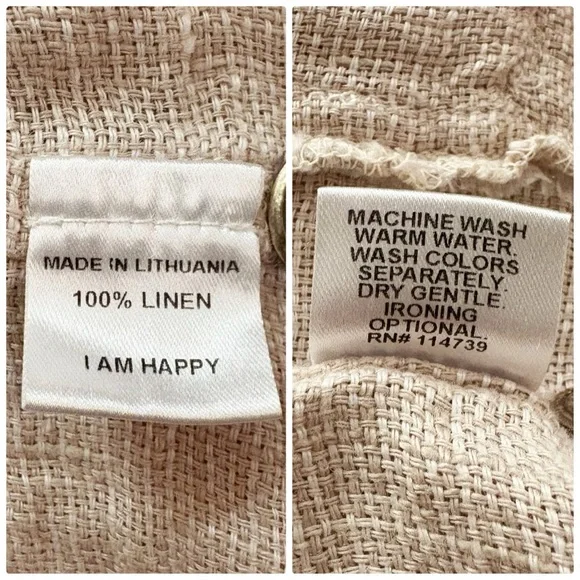 MADE IN LITHUANIA
100% LINEN
I AM HAPPY
MACHINE WASH
WARM WATER.
WASH COLORS
SEPARATELY.
DRY GENTLE.
IRONING
OPTIONAL.
RN# 114739